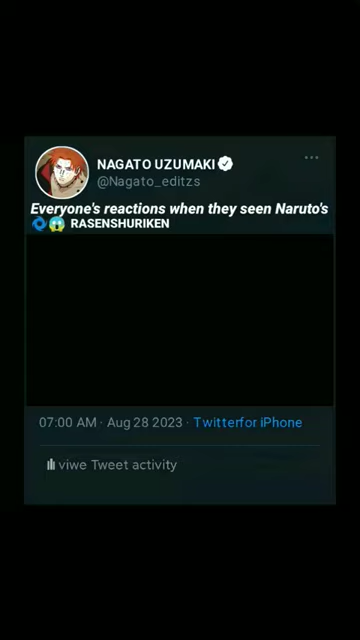 NAGATO UZUMAKI
@Nagato_editzs
Everyone's reactions when they seen Naruto's
💠😱 RASENSHURIKEN
07:00 AM · Aug 28 2023 · Twitterfor iPhone
viwe Tweet activity